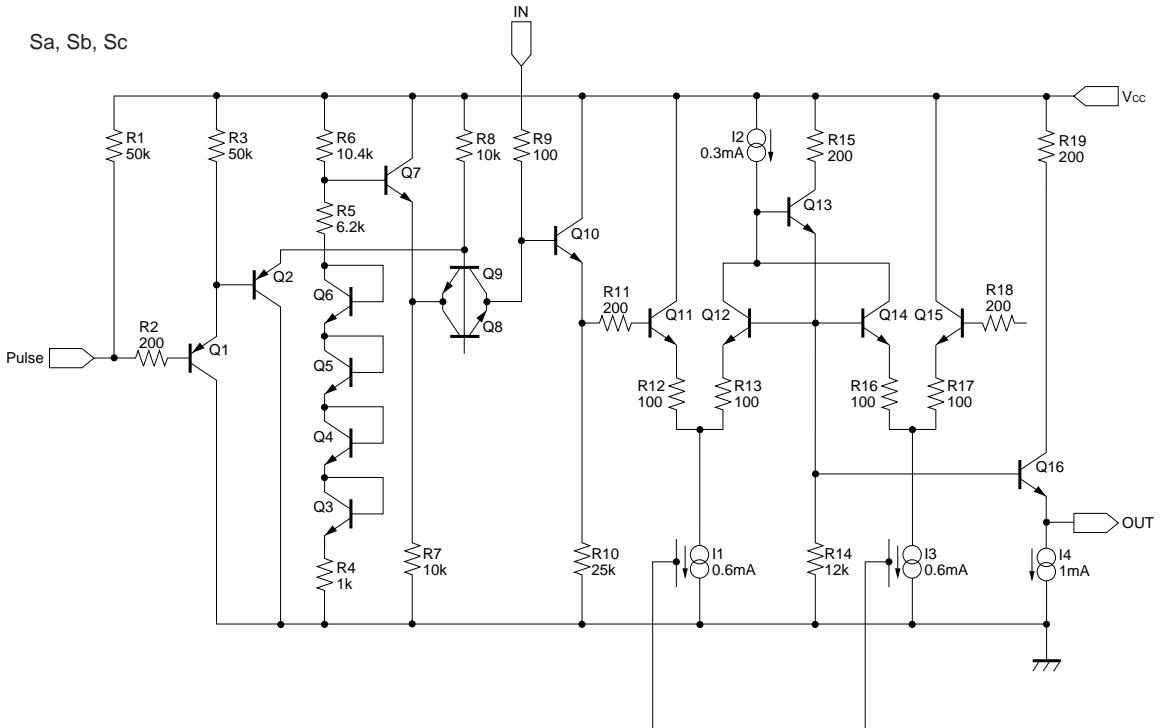 Sa, Sb, Sc
IN
Vcc
R1
50k
R3
50k
R6
10.4k
Q7
R8
10k
R9
100
I2
0.3mA
R15
200
R19
200
R5
6.2k
Q13
Q10
Q2
Q9
Q6
Q8
R11
200
Q11
Q12
Q14
Q15
R18
200
Pulse
R2
200
Q1
Q5
R12
100
R13
100
R16
100
R17
100
Q4
Q16
Q3
OUT
R4
1k
R7
10k
R10
25k
I1
0.6mA
R14
12k
I3
0.6mA
I4
1mA